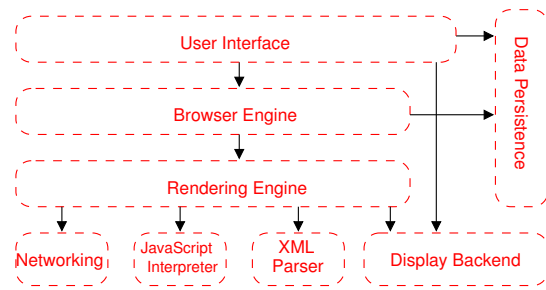 User Interface
Data Persistence
Browser Engine
Rendering Engine
Networking
JavaScript
Interpreter
XML
Parser
Display Backend